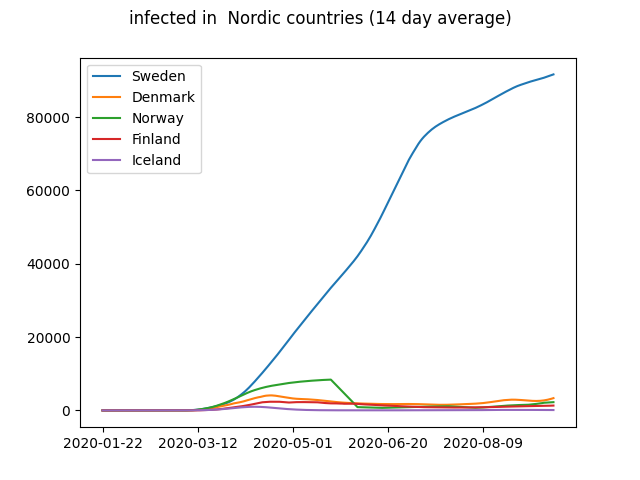 infected in  Nordic countries (14 day average)
Sweden
Denmark
Norway
Finland
Iceland
80000
60000
40000
20000
0
2020-01-22 2020-03-12 2020-05-01 2020-06-20 2020-08-09